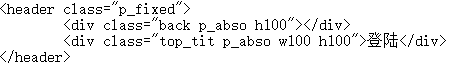 <header class="p_fixed">
<div class="back p_abso h100"></div>
<div class="top_tit p_abso w100 h100">登陆</div>
</header>